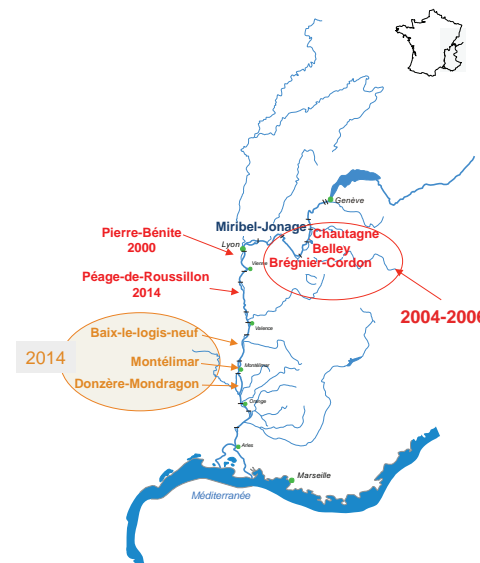 Genève
Miribel-Jonage
Pierre-Bénite
2000
Chautagne
Belley
Brégnier-Cordon
Lyon
Vienne
Péage-de-Roussillon
2014
2004-2006
Baix-le-logis-neuf
Valence
2014
Montélimar
Montélimar
Donzère-Mondragon
Orange
Arles
Marseille
Méditerranée